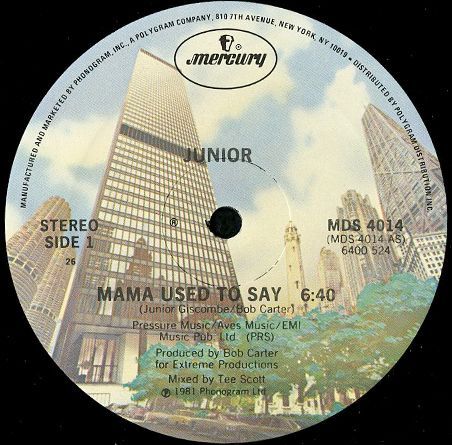 MANUFACTURED AND MARKETED BY PHONOGRAM, INC., A POLYGRAM COMPANY, 810 7TH AVENUE, NEW YORK, NY 10019 • DISTRIBUTED BY POLYGRAM DISTRIBUTION INC.
mercury
JUNIOR
STEREO
SIDE 1
26
®
MDS 4014
(MDS 4014 AS)
6400 524
MAMA USED TO SAY 6:40
(Junior Giscombe/Bob Carter)
Pressure Music/Aves Music/EMI
Music Pub. Ltd. (PRS)
Produced by Bob Carter
for Extreme Productions
Mixed by Tee Scott
℗ 1981 Phonogram Ltd